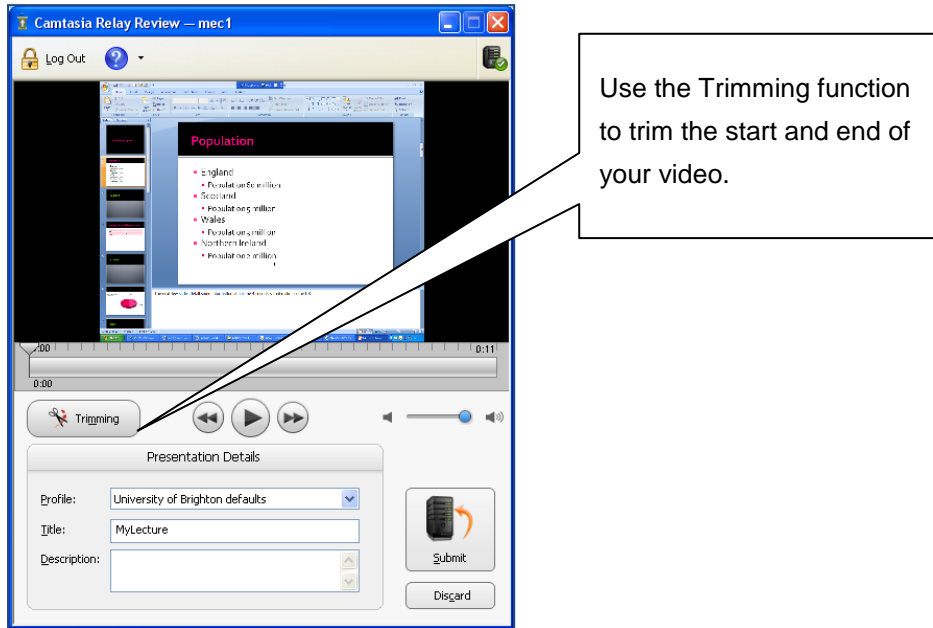 Camtasia Relay Review — mec1
Log Out
Use the Trimming function
to trim the start and end of
your video.
Population
England
Scotland
Wales
Northern Ireland
0:11
0:00
Trimming
Presentation Details
Profile: University of Brighton defaults
Title: MyLecture
Description:
Submit
Discard